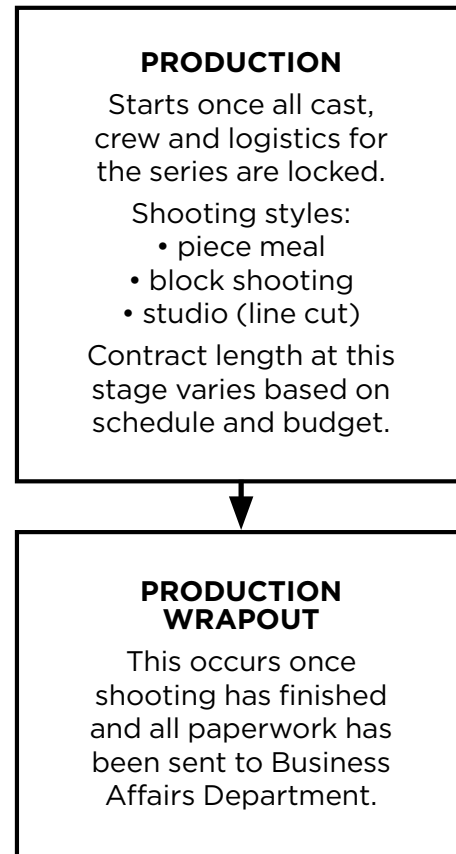 PRODUCTION
Starts once all cast,
crew and logistics for
the series are locked.
Shooting styles:
• piece meal
• block shooting
• studio (line cut)
Contract length at this
stage varies based on
schedule and budget.
PRODUCTION
WRAPOUT
This occurs once
shooting has finished
and all paperwork has
been sent to Business
Affairs Department.